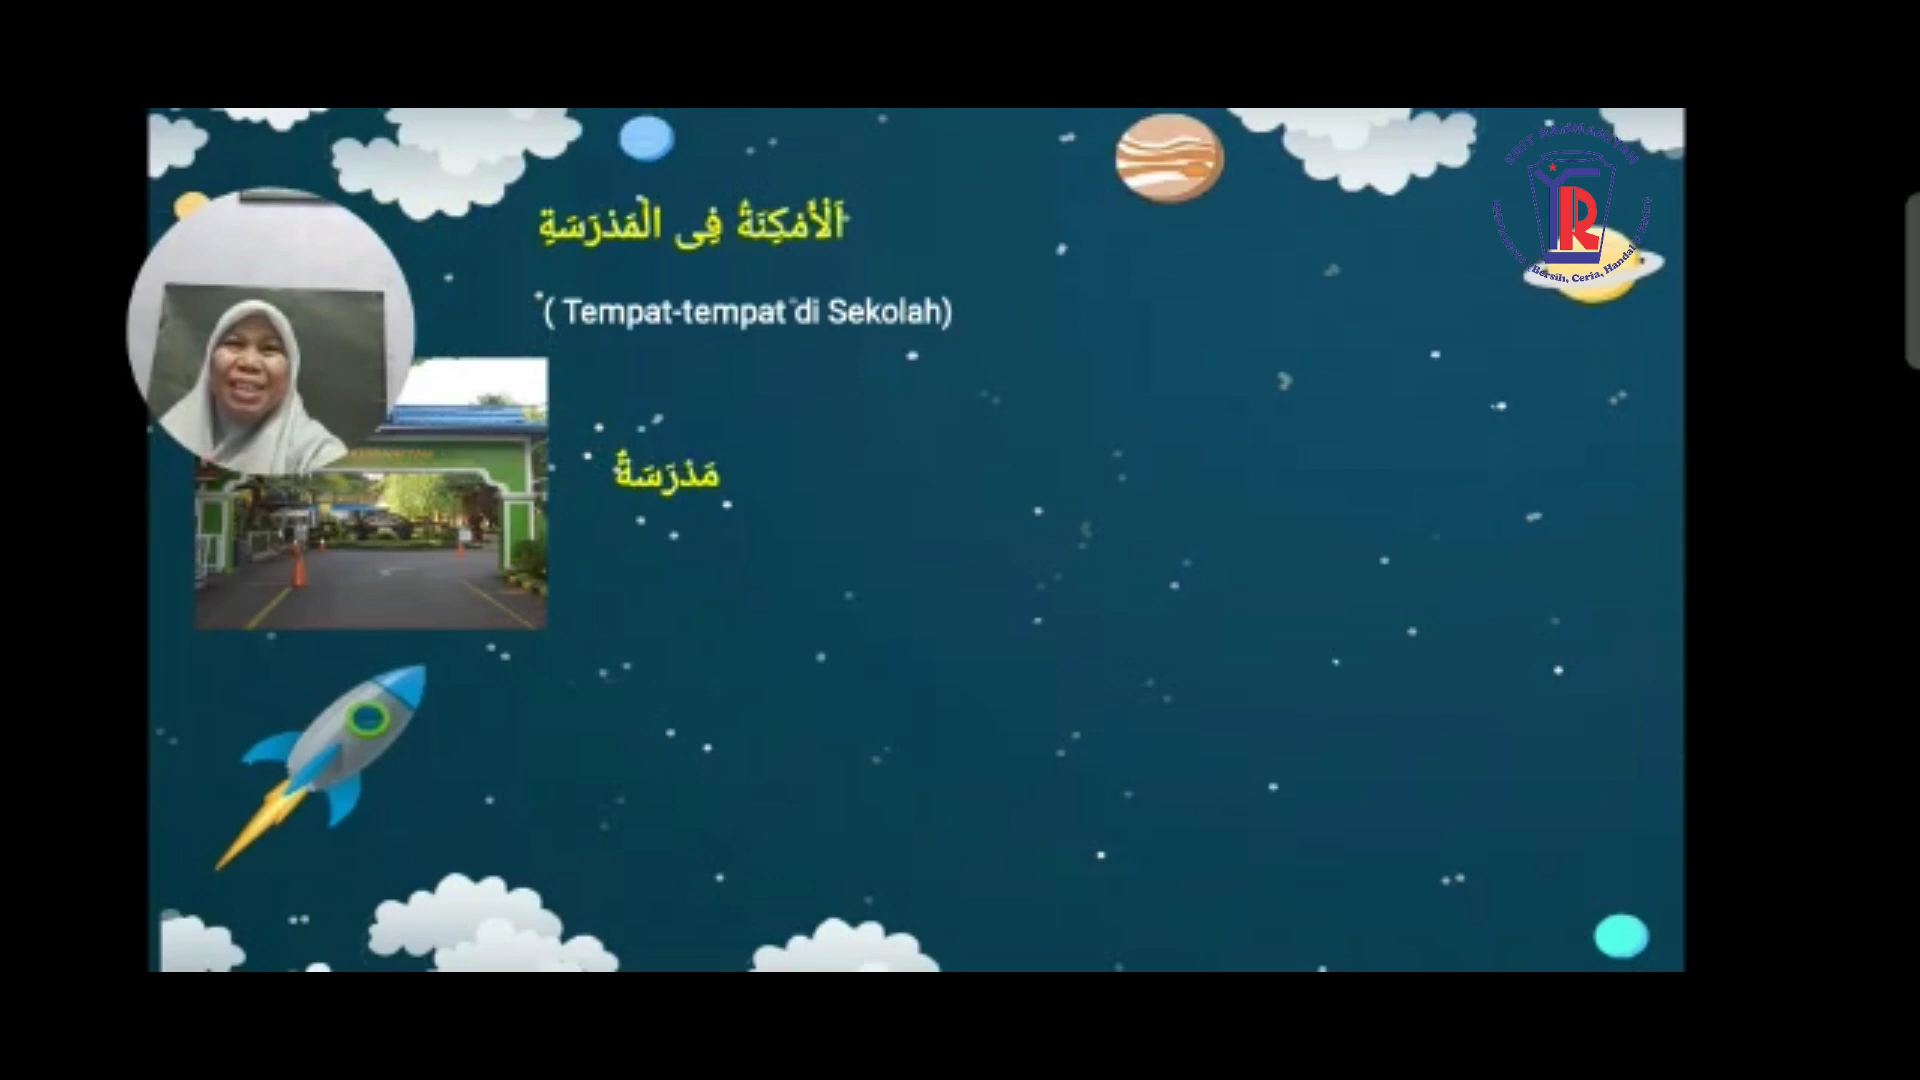 اَلْأَمْكِنَةُ فِى الْمَدْرَسَةِ
( Tempat-tempat di Sekolah)
مَدْرَسَةٌ
(Bersih, Ceria, Handal